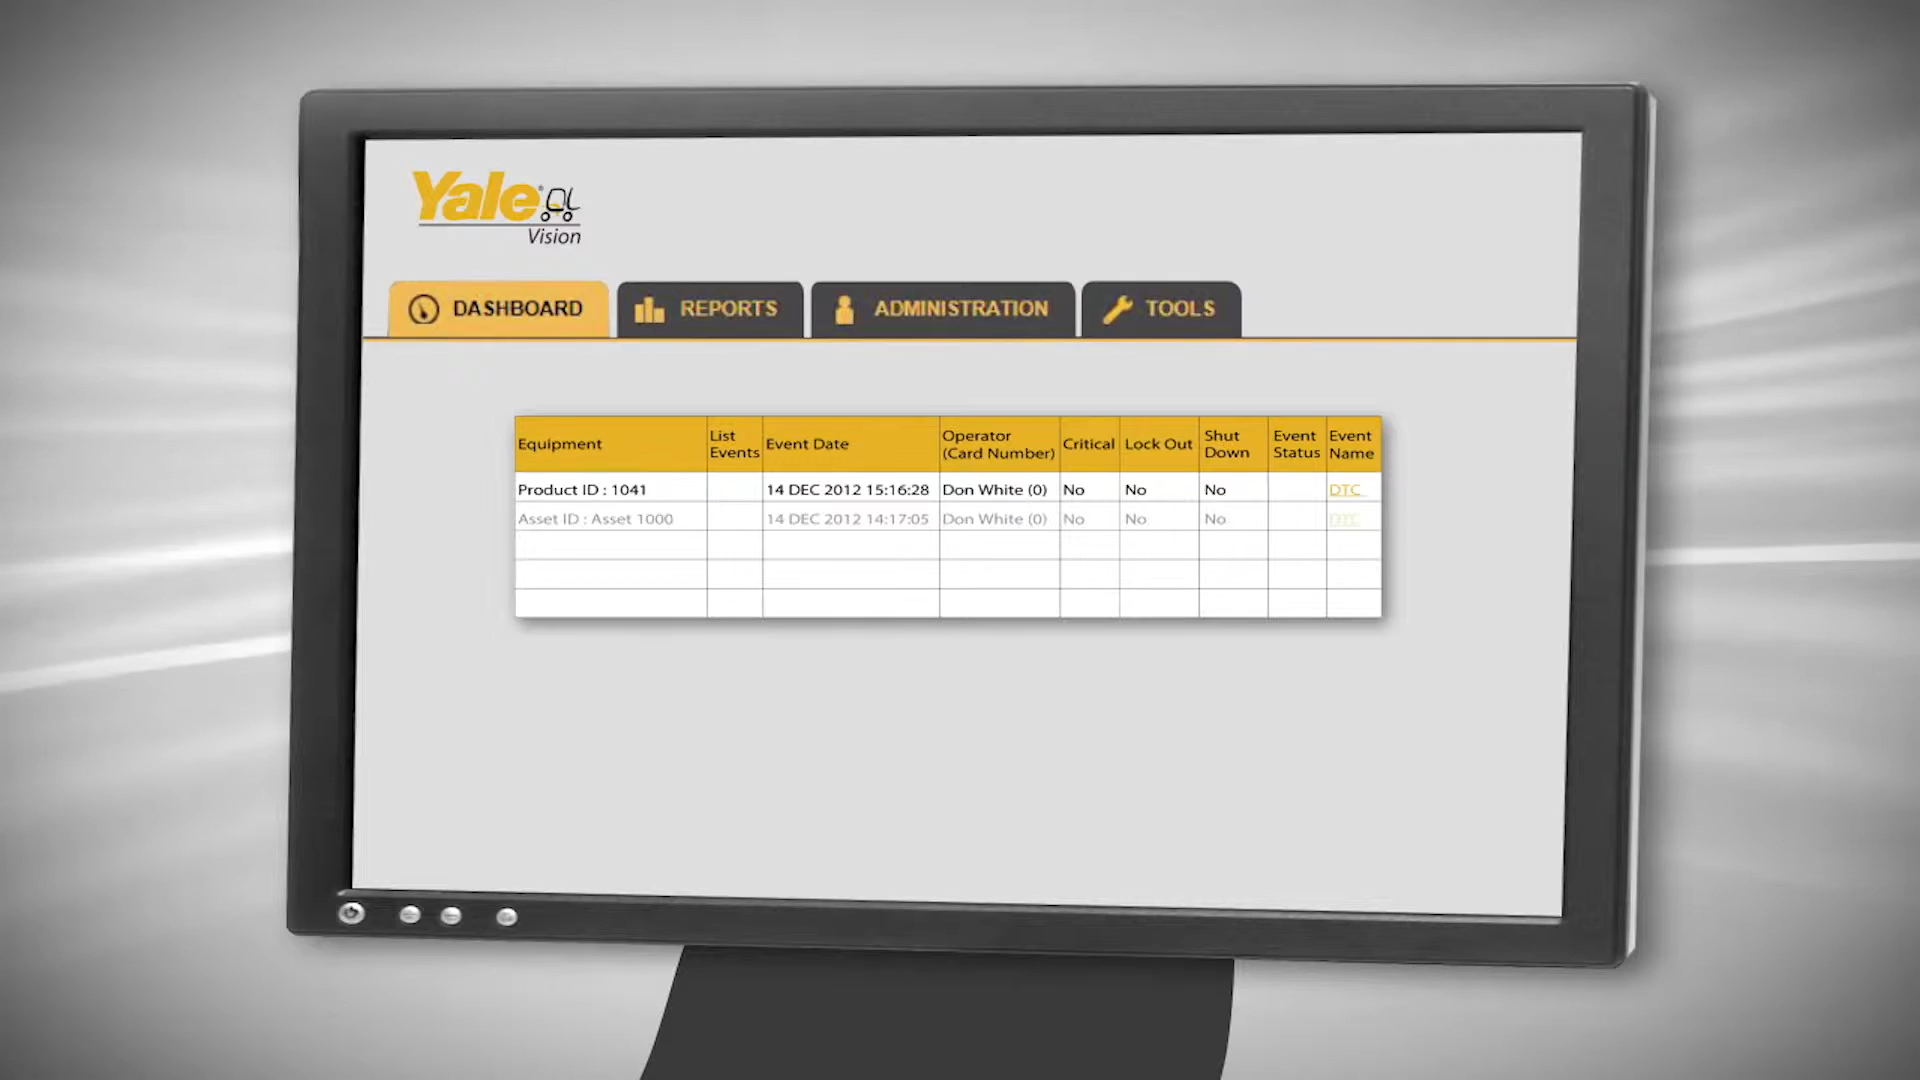 Yale®
Vision
DASHBOARD REPORTS ADMINISTRATION TOOLS
Equipment List Events Event Date Operator (Card Number) Critical Lock Out Shut Down Event Status Event Name
Product ID : 1041 14 DEC 2012 15:16:28 Don White (0) No No No DTC
Asset ID : Asset 1000 14 DEC 2012 14:17:05 Don White (0) No No No DTC